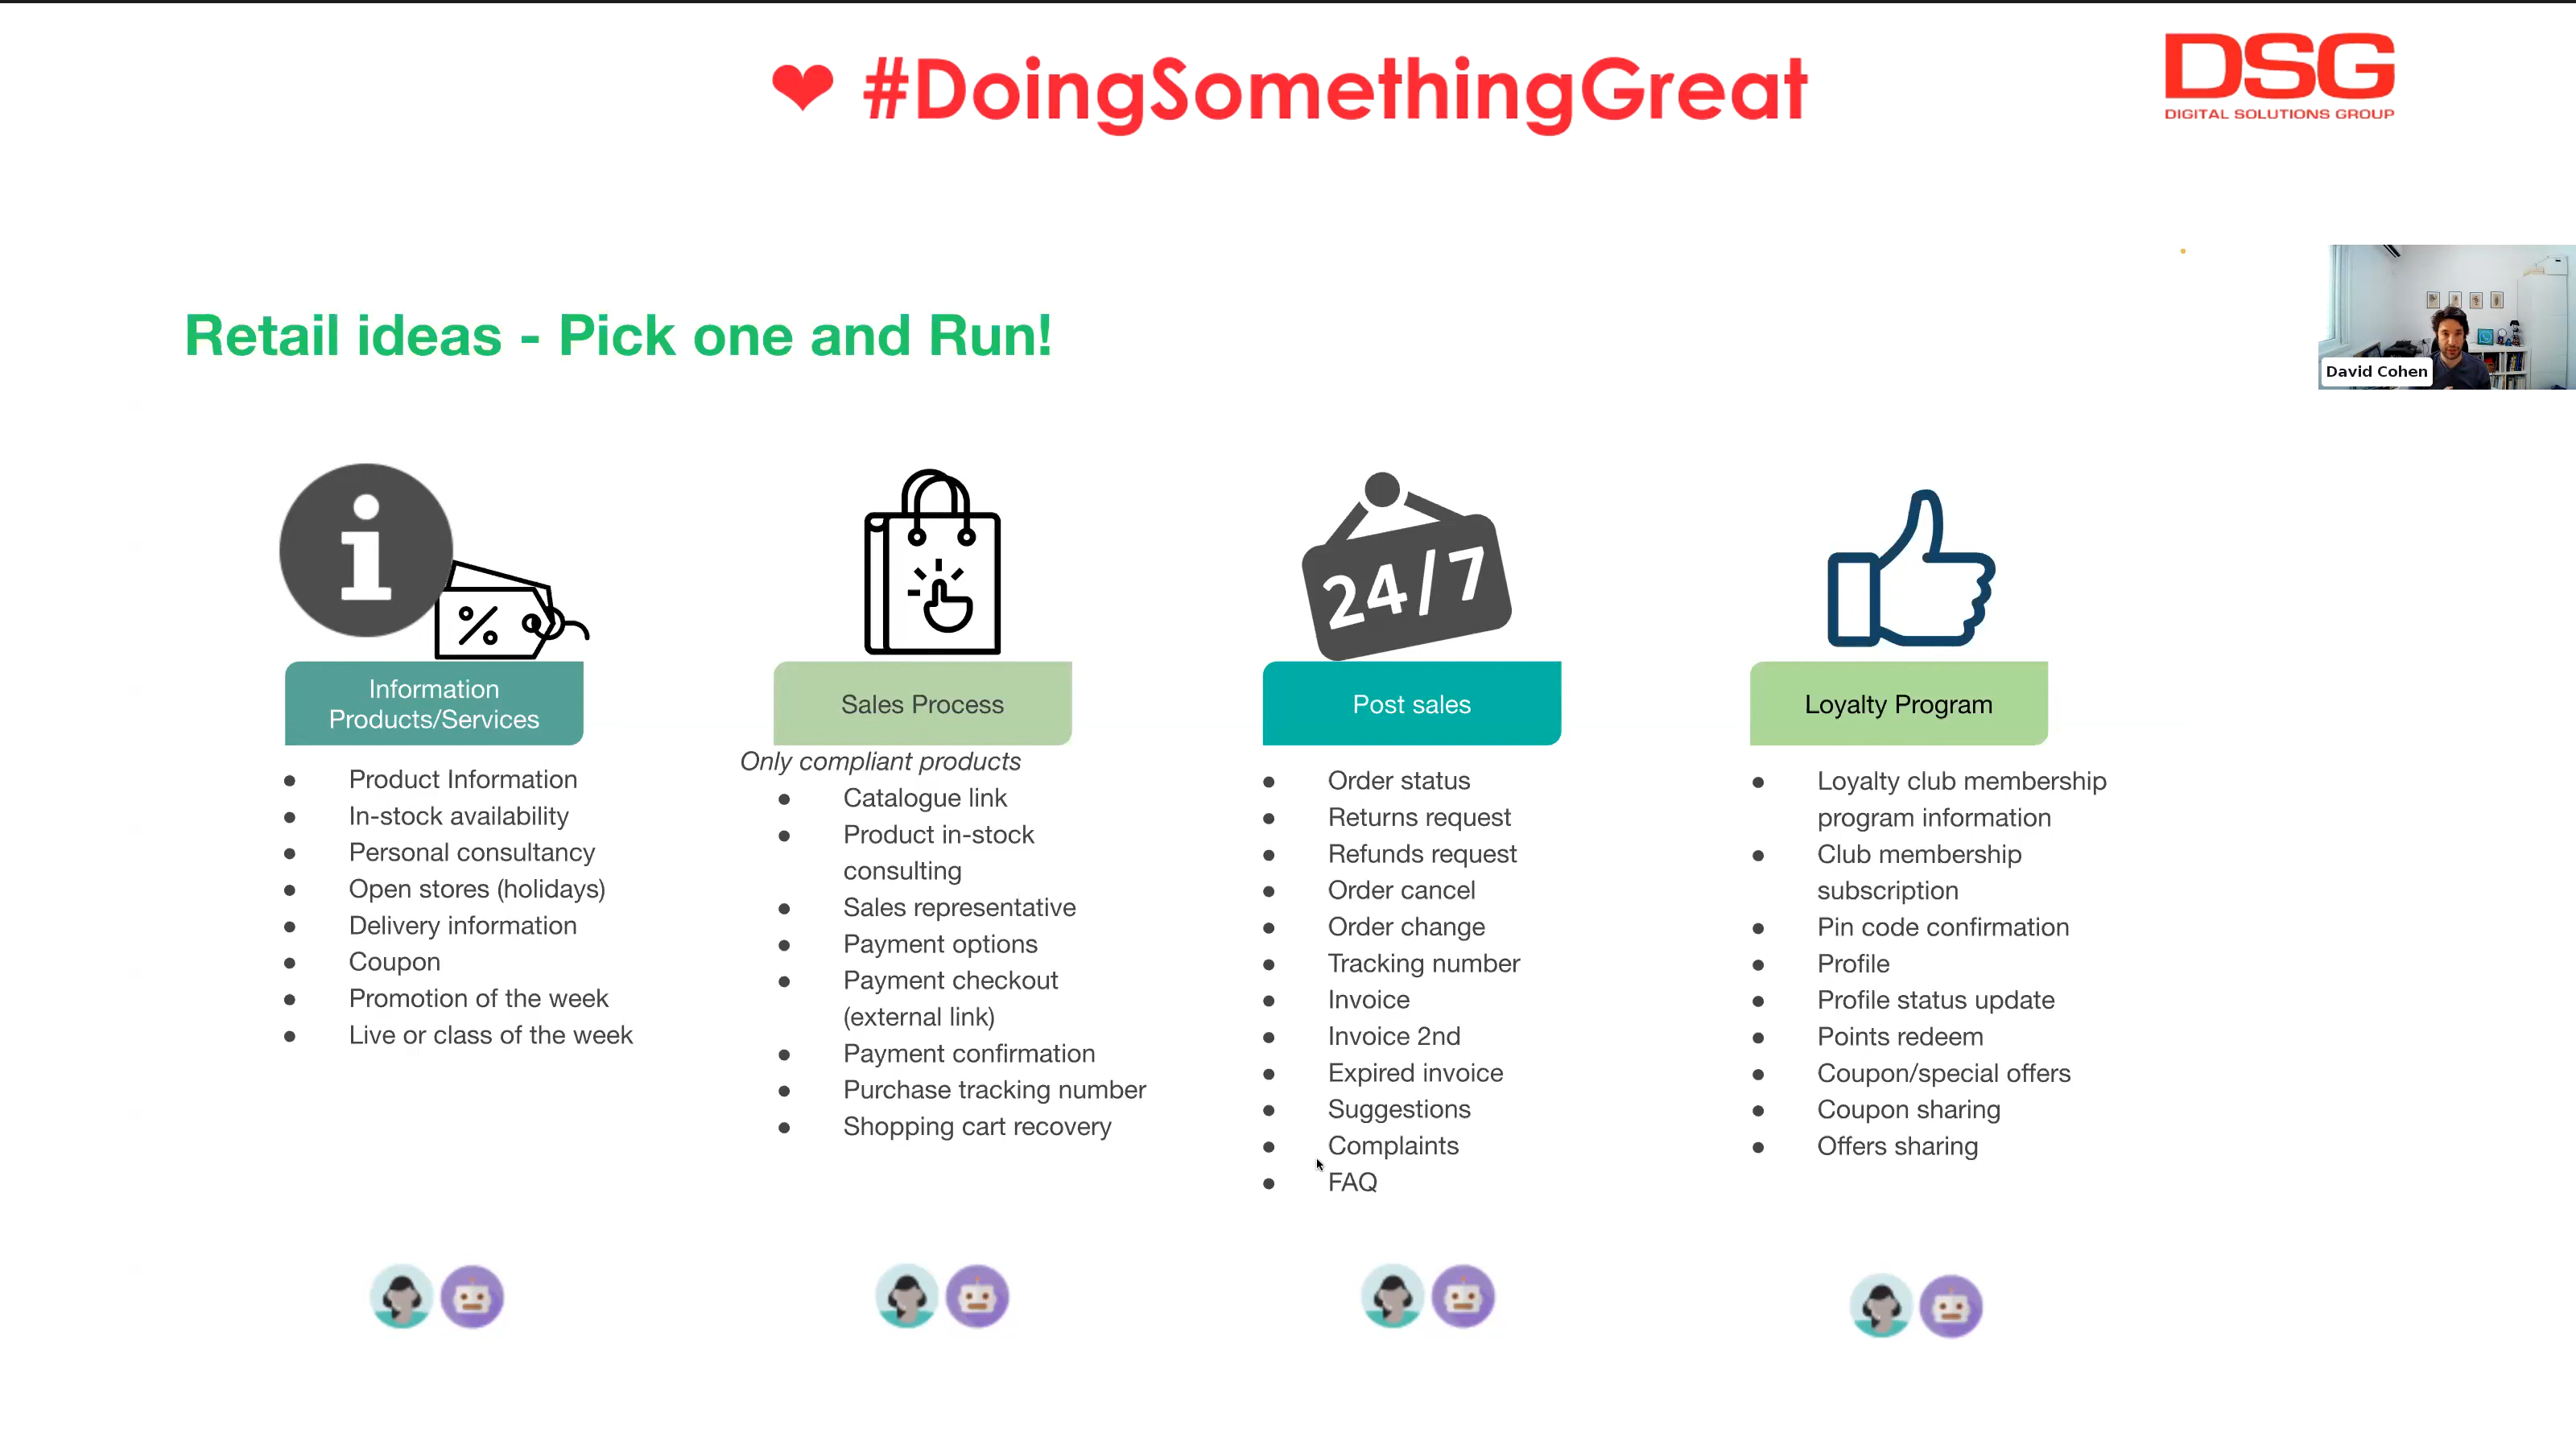 ❤ #DoingSomethingGreat
DSG
DIGITAL SOLUTIONS GROUP
Retail ideas - Pick one and Run!
David Cohen
24/7
Information
Products/Services
● Product Information
● In-stock availability
● Personal consultancy
● Open stores (holidays)
● Delivery information
● Coupon
● Promotion of the week
● Live or class of the week
Sales Process
Only compliant products
● Catalogue link
● Product in-stock
consulting
● Sales representative
● Payment options
● Payment checkout
(external link)
● Payment confirmation
● Purchase tracking number
● Shopping cart recovery
Post sales
● Order status
● Returns request
● Refunds request
● Order cancel
● Order change
● Tracking number
● Invoice
● Invoice 2nd
● Expired invoice
● Suggestions
● Complaints
● FAQ
Loyalty Program
● Loyalty club membership
program information
● Club membership
subscription
● Pin code confirmation
● Profile
● Profile status update
● Points redeem
● Coupon/special offers
● Coupon sharing
● Offers sharing